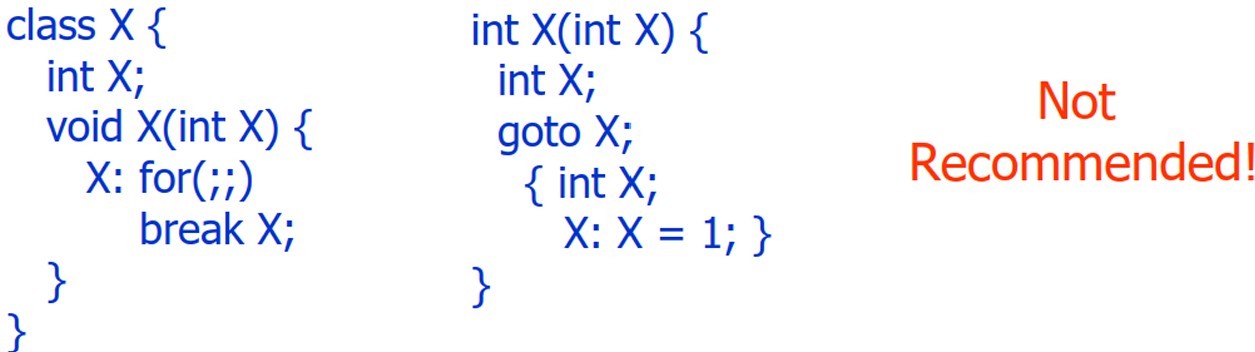 class X {
int X;
void X(int X) {
X: for(;;)
break X;
}
}
int X(int X) {
int X;
goto X;
{ int X;
X: X = 1; }
}
Not
Recommended!